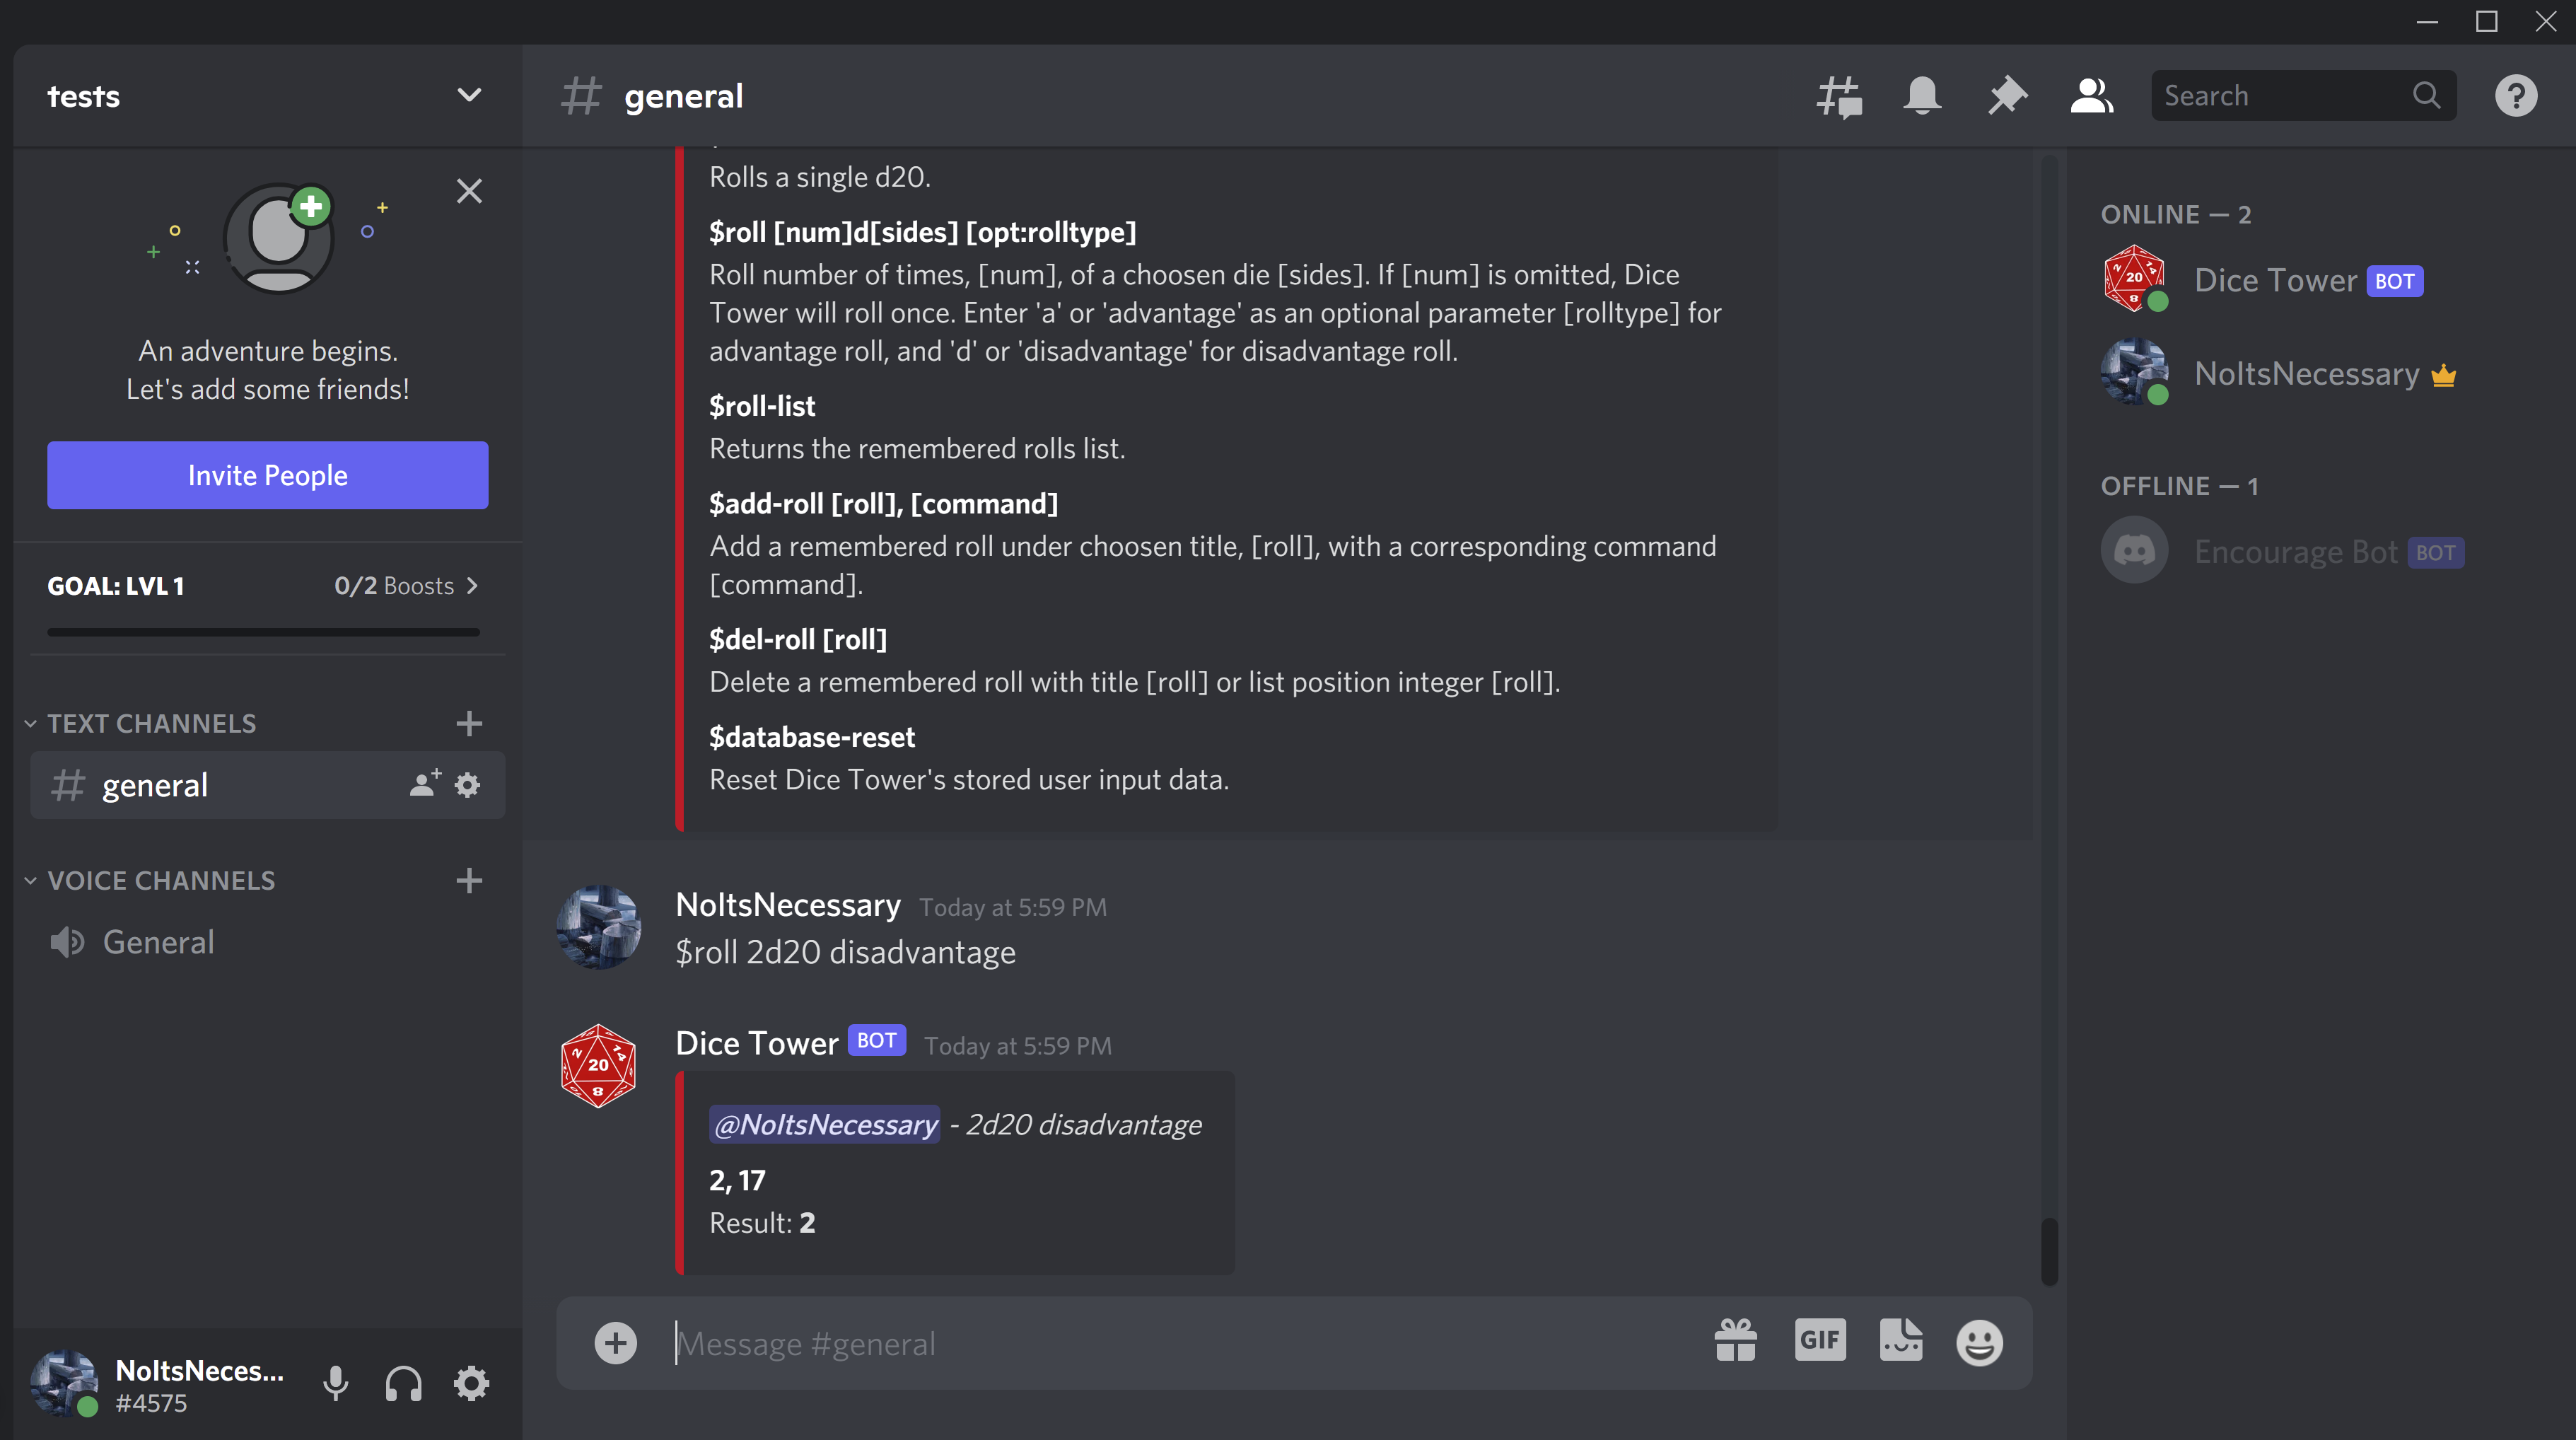 tests
An adventure begins.
Let's add some friends!
Invite People
GOAL: LVL 1
0/2 Boosts
TEXT CHANNELS
general
VOICE CHANNELS
General
NoItsNeces...
#4575
general
Search
Rolls a single d20.
$roll [num]d[sides] [opt:rolltype]
Roll number of times, [num], of a choosen die [sides]. If [num] is omitted, Dice
Tower will roll once. Enter 'a' or 'advantage' as an optional parameter [rolltype] for
advantage roll, and 'd' or 'disadvantage' for disadvantage roll.
$roll-list
Returns the remembered rolls list.
$add-roll [roll], [command]
Add a remembered roll under choosen title, [roll], with a corresponding command
[command].
$del-roll [roll]
Delete a remembered roll with title [roll] or list position integer [roll].
$database-reset
Reset Dice Tower's stored user input data.
NoItsNecessary Today at 5:59 PM
$roll 2d20 disadvantage
Dice Tower BOT Today at 5:59 PM
@NoItsNecessary - 2d20 disadvantage
2, 17
Result: 2
Message #general
GIF
ONLINE — 2
Dice Tower BOT
NoItsNecessary
OFFLINE — 1
Encourage Bot BOT